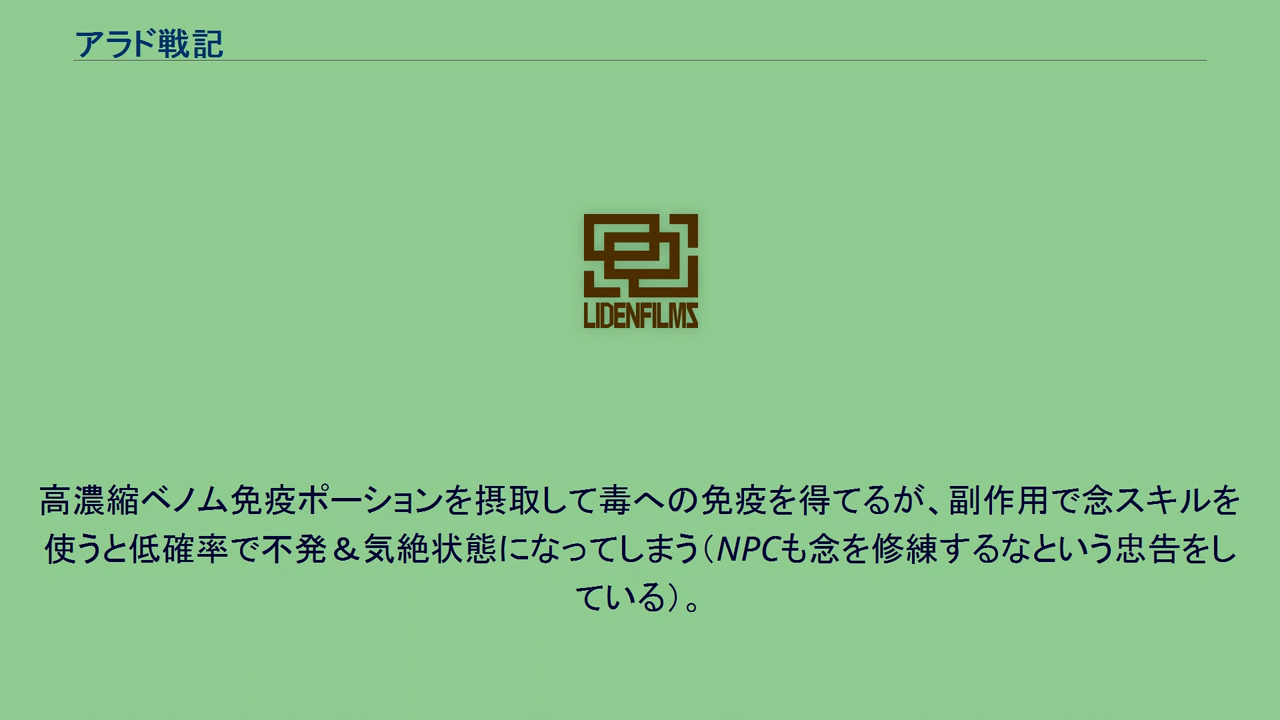 アラド戦記
LIDENFILMS
高濃縮ベノム免疫ポーションを摂取して毒への免疫を得てるが、副作用で念スキルを
使うと低確率で不発＆気絶状態になってしまう（NPCも念を修練するなという忠告をし
ている）。